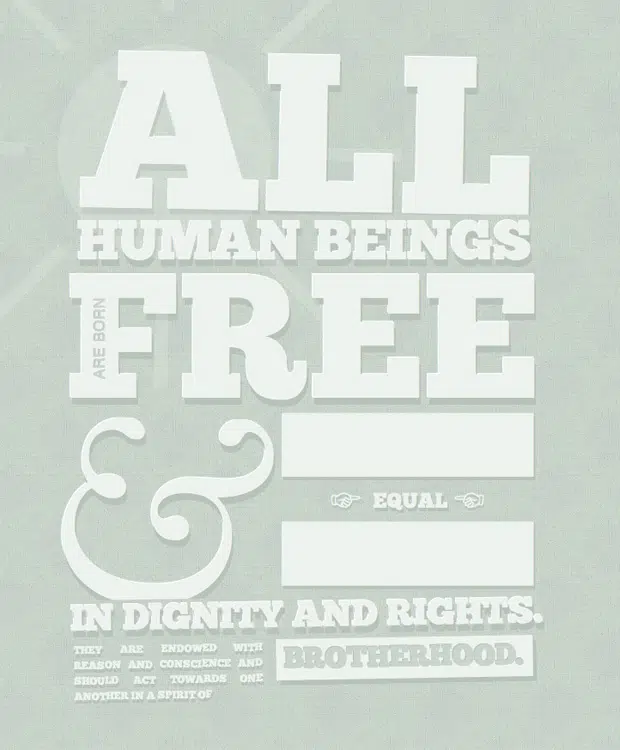 ALL
HUMAN BEINGS
ARE BORN
FREE
&
EQUAL
IN DIGNITY AND RIGHTS.
THEY ARE ENDOWED WITH
REASON AND CONSCIENCE AND
SHOULD ACT TOWARDS ONE
ANOTHER IN A SPIRIT OF
BROTHERHOOD.